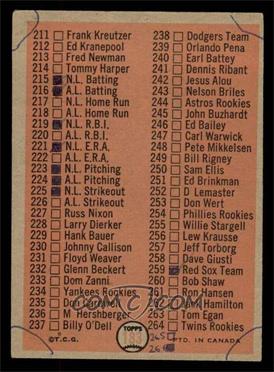 211 Frank Kreutzer
212 Ed Kranepool
213 Fred Newman
214 Tommy Harper
215 N.L. Batting
216 A.L. Batting
217 N.L. Home Run
218 A.L. Home Run
219 N.L. R.B.I.
220 A.L. R.B.I.
221 N.L. E.R.A.
222 A.L. E.R.A.
223 N.L. Pitching
224 A.L. Pitching
225 N.L. Strikeout
226 A.L. Strikeout
227 Russ Nixon
228 Larry Dierker
229 Hank Bauer
230 Johnny Callison
231 Floyd Weaver
232 Glenn Beckert
233 Dom Zanni
234 Yankees Rookies
235 Don Cardwell
236 M Hershberger
237 Billy O'Dell
©T.C.G.
238 Dodgers Team
239 Orlando Pena
240 Earl Battey
241 Dennis Ribant
242 Jesus Alou
243 Nelson Briles
244 Astros Rookies
245 John Buzhardt
246 Ed Bailey
247 Carl Warwick
248 Pete Mikkelsen
249 Bill Rigney
250 Sam Ellis
251 Ed Brinkman
252 D Lemaster
253 Don Wert
254 Phillies Rookies
255 Willie Stargell
256 Lew Krausse
257 Jeff Torborg
258 Dave Giusti
259 Red Sox Team
260 Bob Shaw
261 Ron Hansen
262 Jack Hamilton
263 Tom Egan
264 Twins Rookies
TOPPS
265
PTD. IN CANADA
COMC.COM